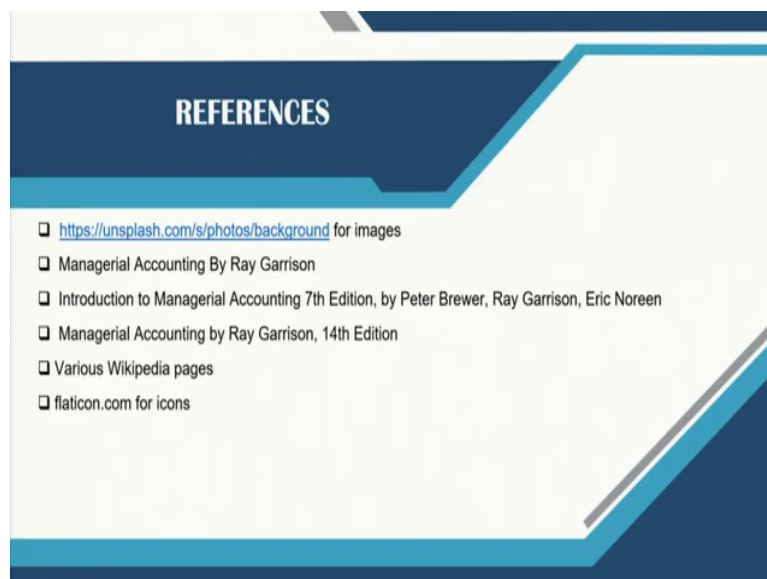 REFERENCES
❑ https://unsplash.com/s/photos/background for images
❑ Managerial Accounting By Ray Garrison
❑ Introduction to Managerial Accounting 7th Edition, by Peter Brewer, Ray Garrison, Eric Noreen
❑ Managerial Accounting by Ray Garrison, 14th Edition
❑ Various Wikipedia pages
❑ flaticon.com for icons